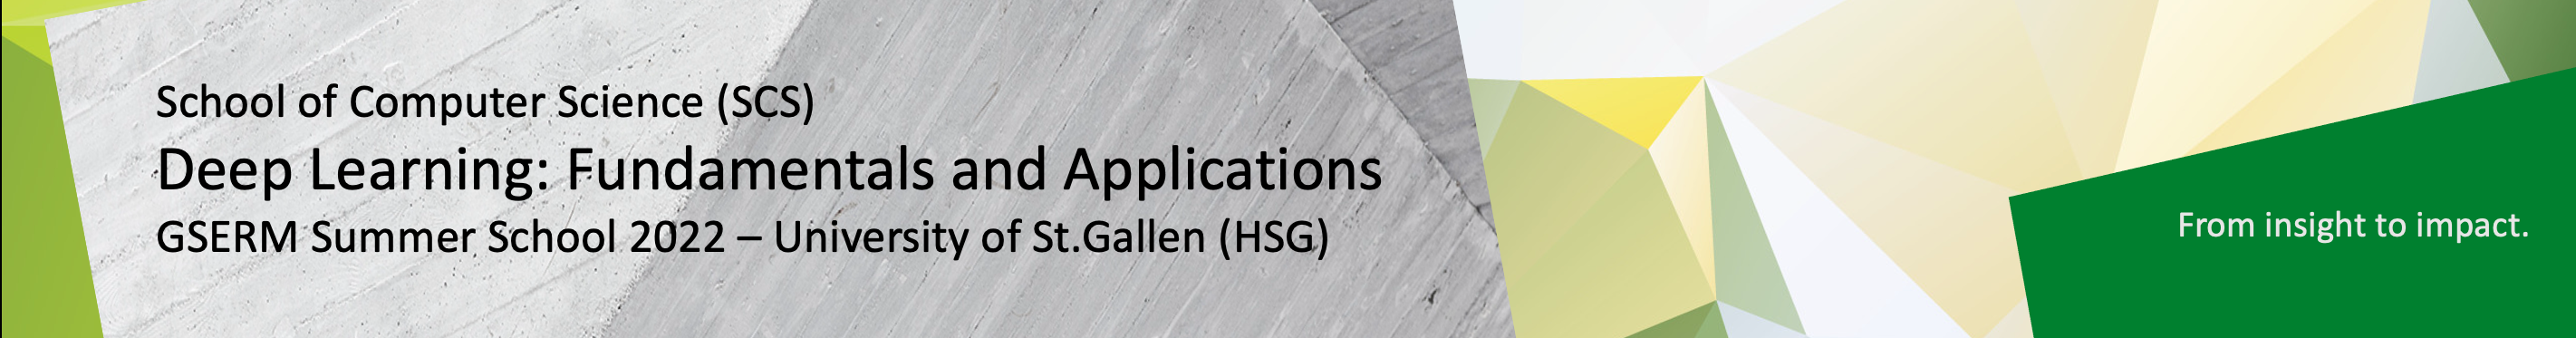 School of Computer Science (SCS)
Deep Learning: Fundamentals and Applications
GSERM Summer School 2022 – University of St.Gallen (HSG)
From insight to impact.